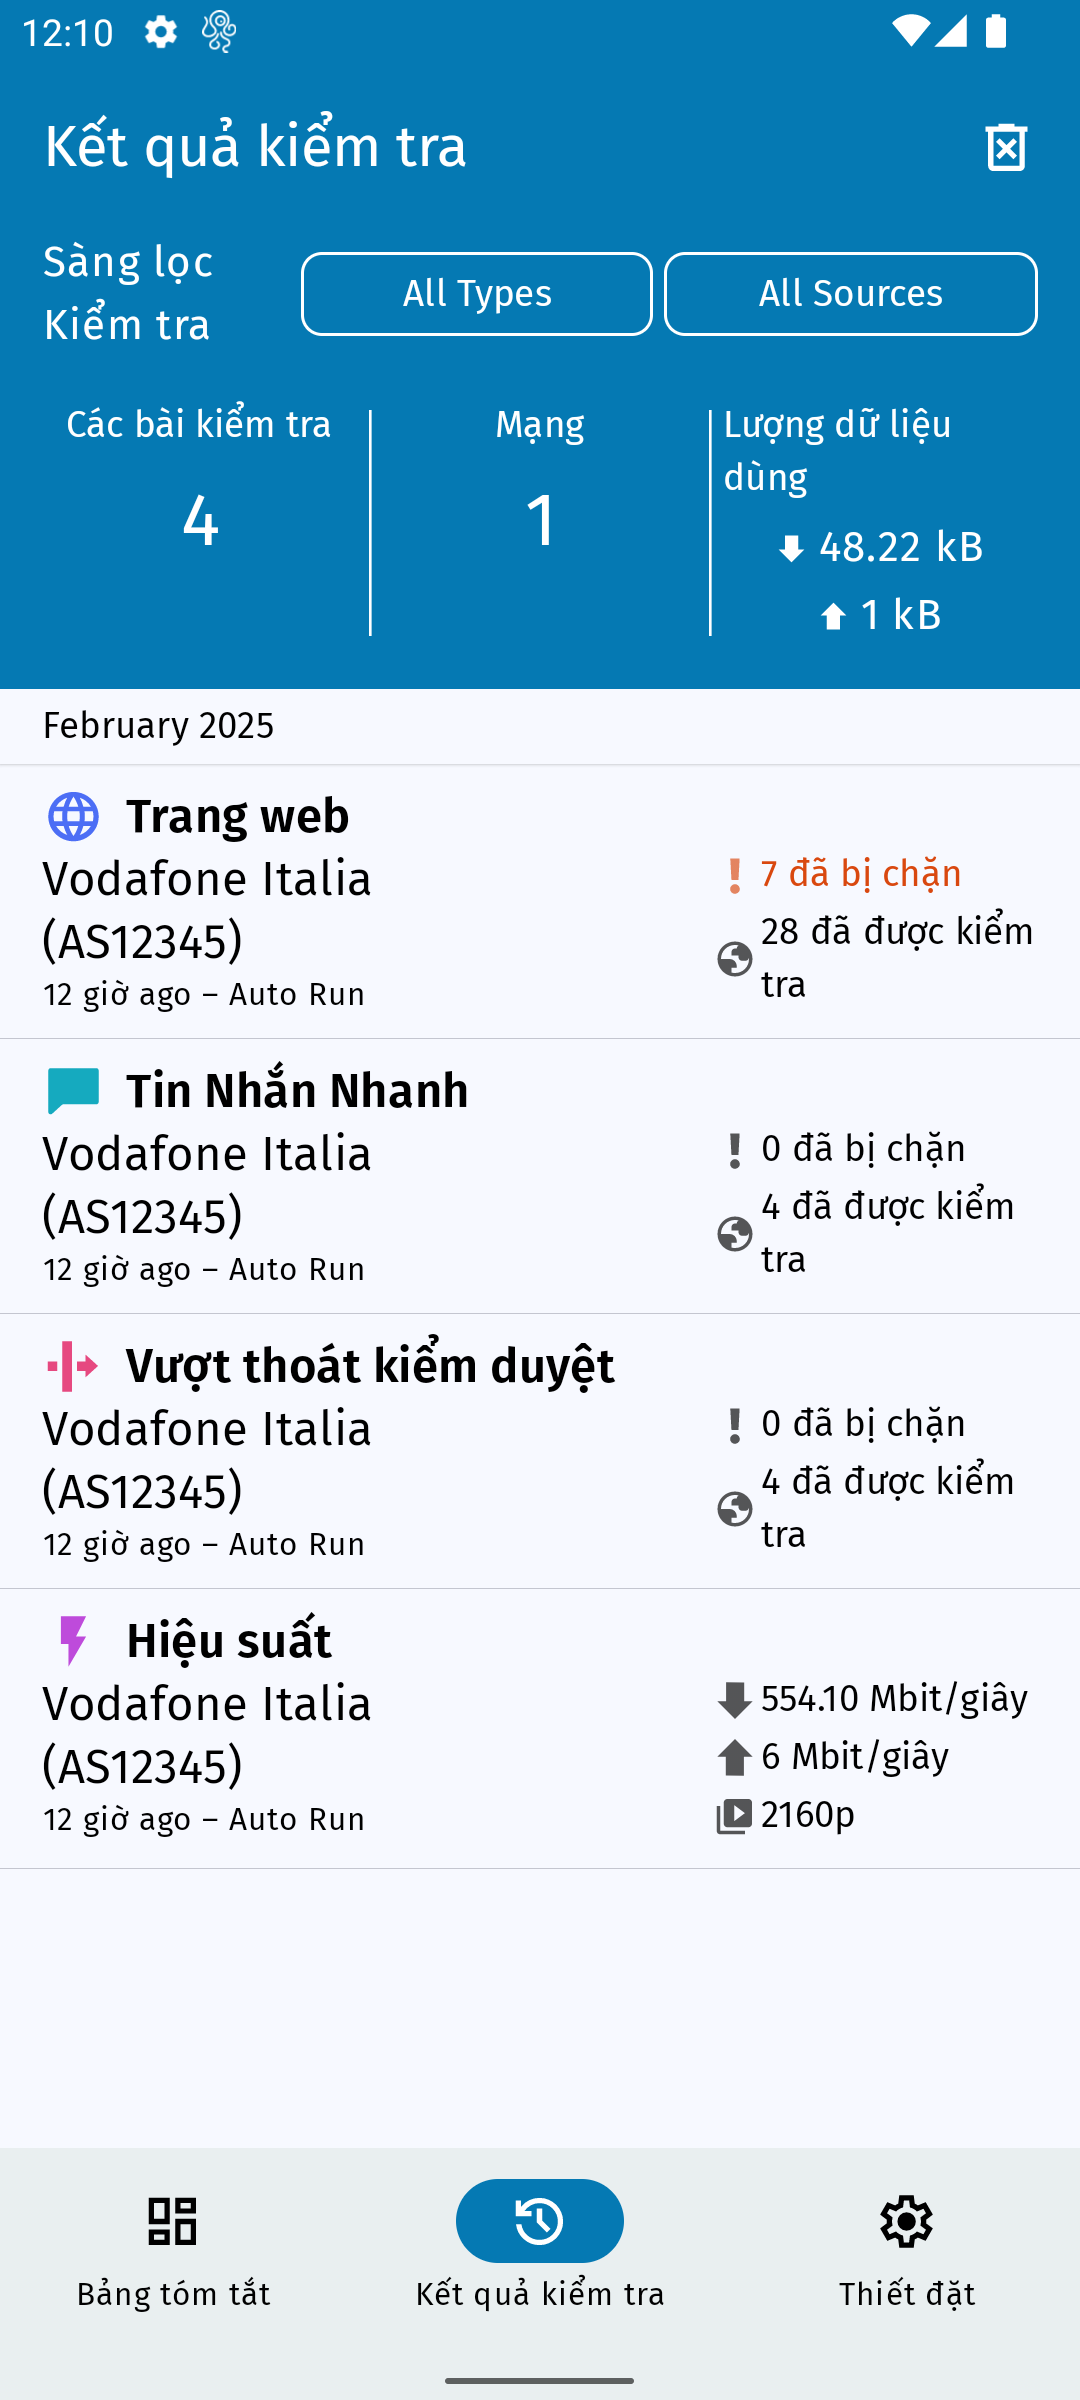 12:10
Kết quả kiểm tra
Sàng lọc
Kiểm tra
All Types
All Sources
Các bài kiểm tra
4
Mạng
1
Lượng dữ liệu
dùng
48.22 kB
1 kB
February 2025
Trang web
Vodafone Italia
(AS12345)
12 giờ ago – Auto Run
7 đã bị chặn
28 đã được kiểm
tra
Tin Nhắn Nhanh
Vodafone Italia
(AS12345)
12 giờ ago – Auto Run
0 đã bị chặn
4 đã được kiểm
tra
Vượt thoát kiểm duyệt
Vodafone Italia
(AS12345)
12 giờ ago – Auto Run
0 đã bị chặn
4 đã được kiểm
tra
Hiệu suất
Vodafone Italia
(AS12345)
12 giờ ago – Auto Run
554.10 Mbit/giây
6 Mbit/giây
2160p
Bảng tóm tắt
Kết quả kiểm tra
Thiết đặt